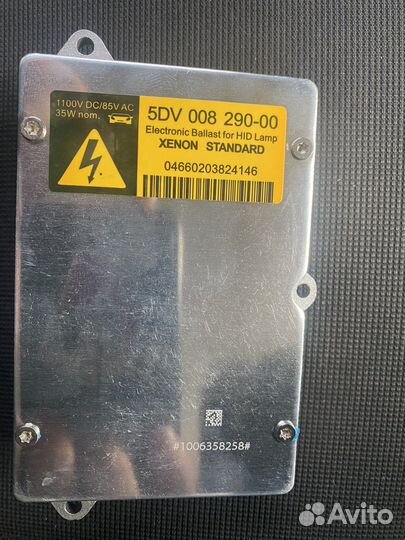 1100V DC/85V AC
35W nom.
5DV 008 290-00
Electronic Ballast for HID Lamp
XENON STANDARD
04660203824146
#1006358258#
Avito